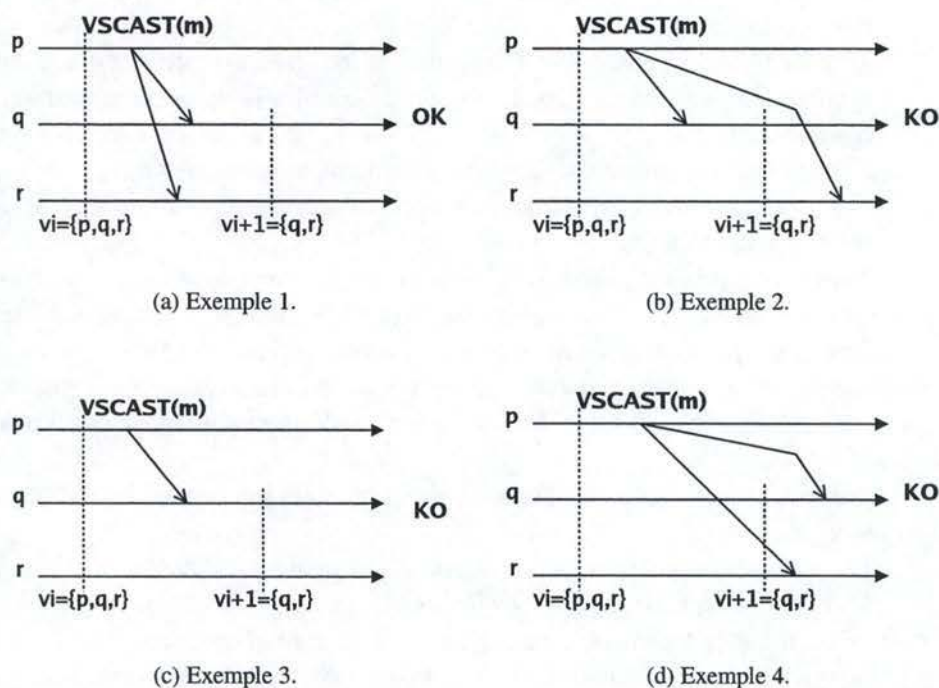 VSCAST(m)
p
q
OK
r
vi={p,q,r}
vi+1={q,r}
(a) Exemple 1.
VSCAST(m)
p
q
KO
r
vi={p,q,r}
vi+1={q,r}
(b) Exemple 2.
VSCAST(m)
p
q
KO
r
vi={p,q,r}
vi+1={q,r}
(c) Exemple 3.
VSCAST(m)
p
q
KO
r
vi={p,q,r}
vi+1={q,r}
(d) Exemple 4.